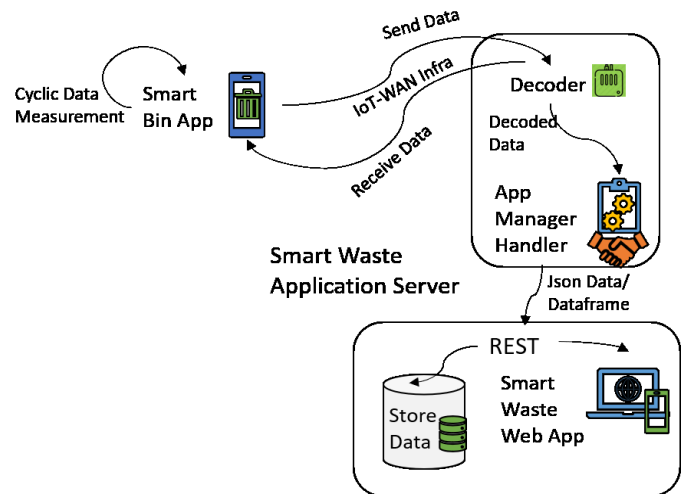 Send Data
Decoder
IoT-WAN Infra
Cyclic Data
Measurement
Smart
Bin App
Decoded
Data
Receive Data
App
Manager
Handler
Smart Waste
Application Server
Json Data/
Dataframe
REST
Store
Data
Smart
Waste
Web App